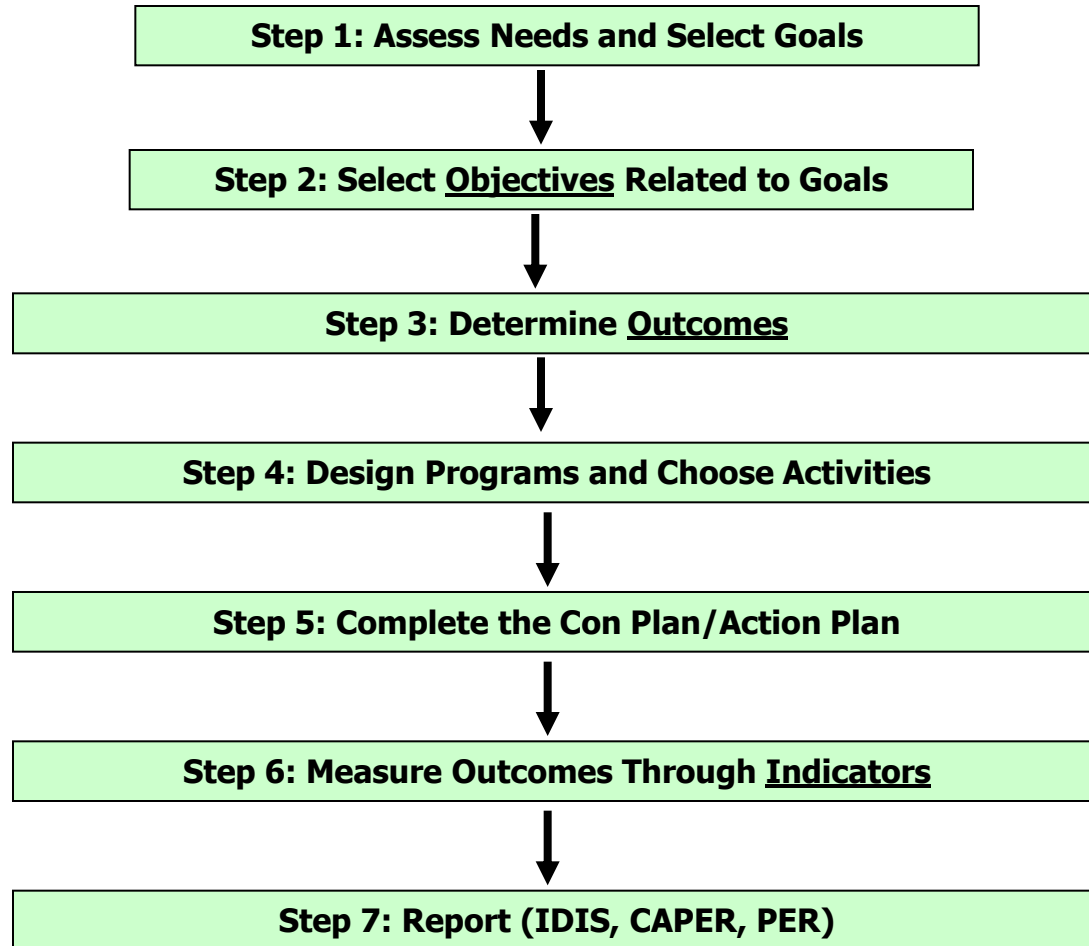 Step 1: Assess Needs and Select Goals
Step 2: Select Objectives Related to Goals
Step 3: Determine Outcomes
Step 4: Design Programs and Choose Activities
Step 5: Complete the Con Plan/Action Plan
Step 6: Measure Outcomes Through Indicators
Step 7: Report (IDIS, CAPER, PER)